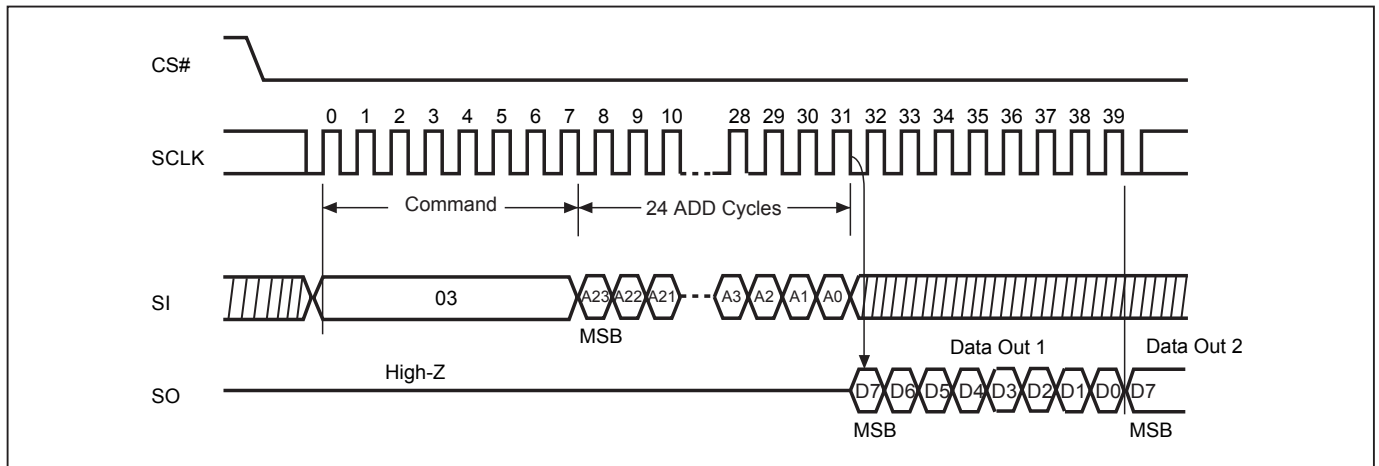 CS#
0 1 2 3 4 5 6 7 8 9 10 28 29 30 31 32 33 34 35 36 37 38 39
SCLK
Command 24 ADD Cycles
SI 03 A23 A22 A21 A3 A2 A1 A0
MSB
Data Out 1 Data Out 2
High-Z
SO D7 D6 D5 D4 D3 D2 D1 D0 D7
MSB MSB